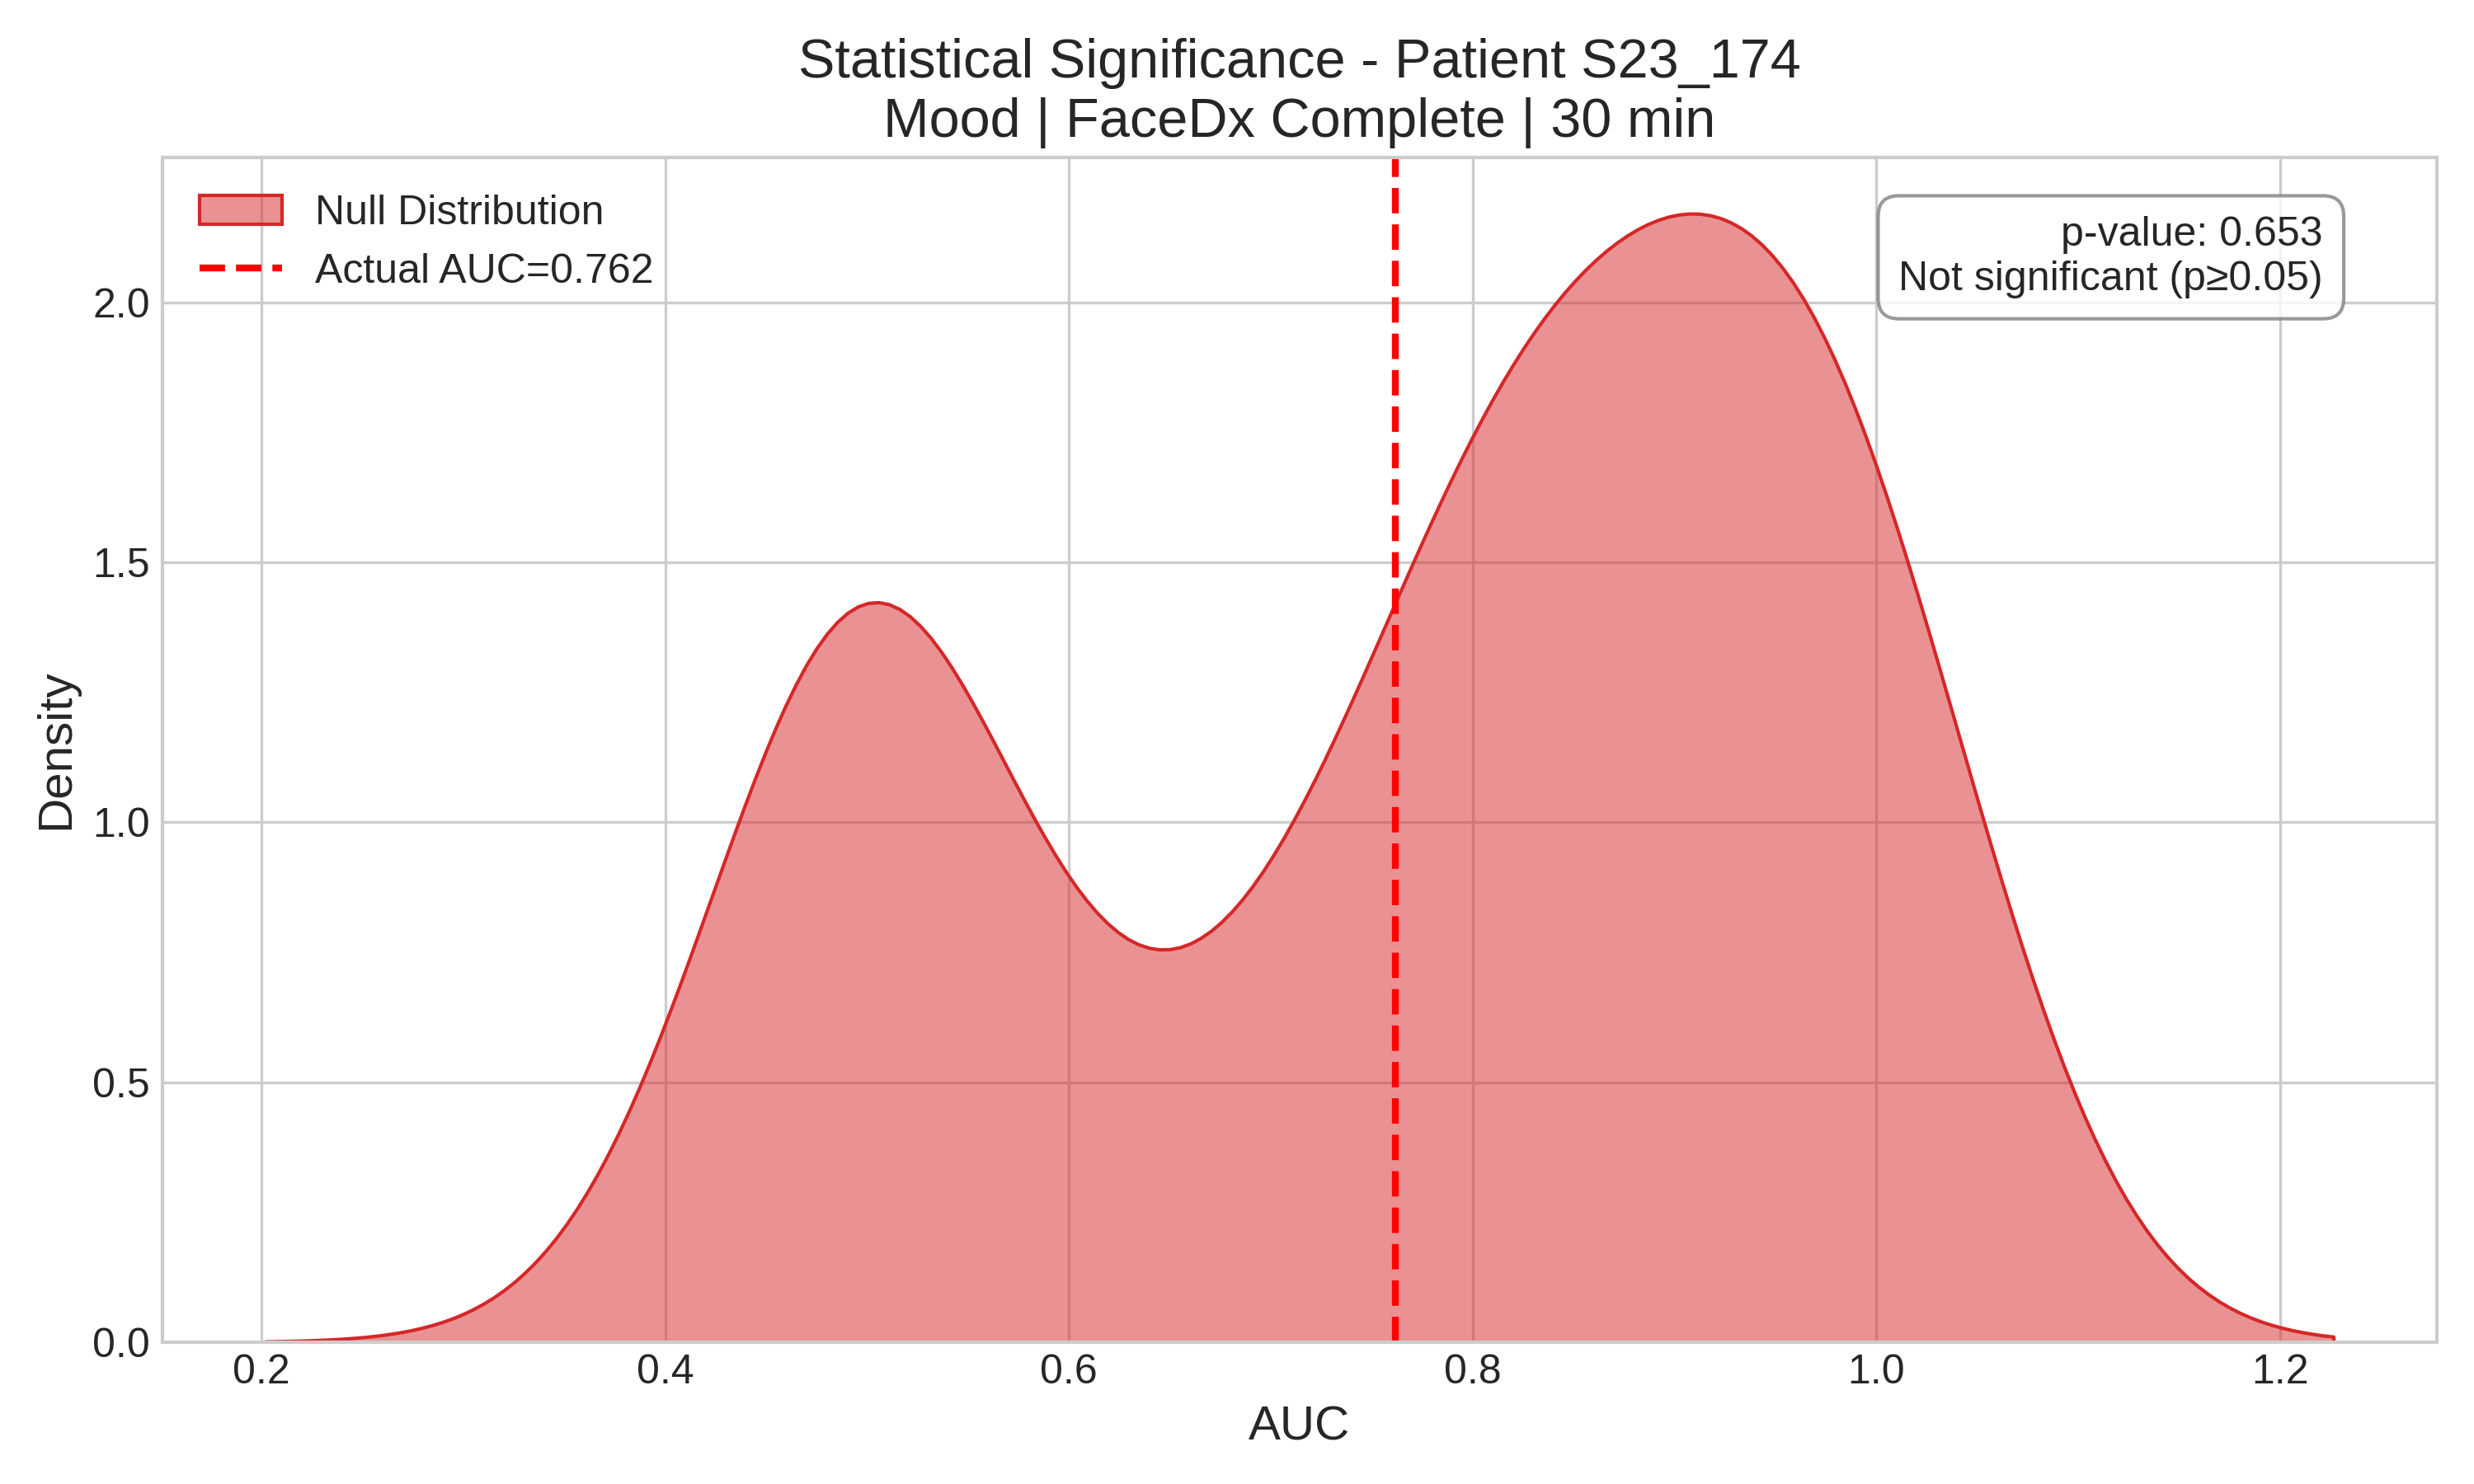 Statistical Significance - Patient S23_174
Mood | FaceDx Complete | 30 min
Null Distribution
Actual AUC=0.762
p-value: 0.653
Not significant (p≥0.05)
Density
2.0
1.5
1.0
0.5
0.0
0.2
0.4
0.6
0.8
1.0
1.2
AUC